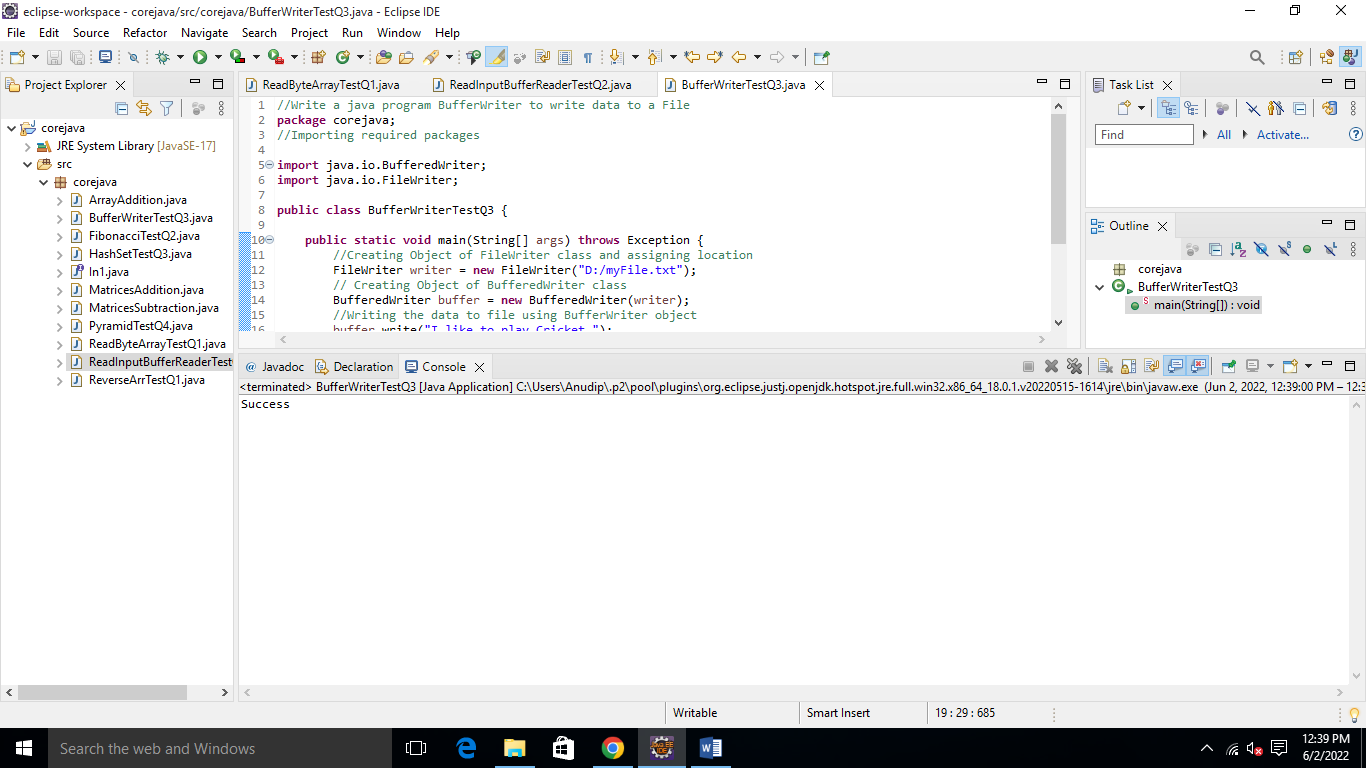 eclipse-workspace - corejava/src/corejava/BufferWriterTestQ3.java - Eclipse IDE
File Edit Source Refactor Navigate Search Project Run Window Help
Project Explorer
corejava
JRE System Library [JavaSE-17]
src
corejava
ArrayAddition.java
BufferWriterTestQ3.java
FibonacciTestQ2.java
HashSetTestQ3.java
In1.java
MatricesAddition.java
MatricesSubtraction.java
PyramidTestQ4.java
ReadByteArrayTestQ1.java
ReadInputBufferReaderTest
ReverseArrTestQ1.java
ReadByteArrayTestQ1.java ReadInputBufferReaderTestQ2.java BufferWriterTestQ3.java
1 //Write a java program BufferWriter to write data to a File
2 package corejava;
3 //Importing required packages
4
5 import java.io.BufferedWriter;
6 import java.io.FileWriter;
7
8 public class BufferWriterTestQ3 {
9
10 public static void main(String[] args) throws Exception {
11 //Creating Object of FileWriter class and assigning location
12 FileWriter writer = new FileWriter("D:/myFile.txt");
13 // Creating Object of BufferedWriter class
14 BufferedWriter buffer = new BufferedWriter(writer);
15 //Writing the data to file using BufferWriter object
16 buffer.write("I like to play Cricket.");
Task List
Find All Activate...
Outline
corejava
BufferWriterTestQ3
main(String[]) : void
@ Javadoc Declaration Console
<terminated> BufferWriterTestQ3 [Java Application] C:\Users\Anudip\.p2\pool\plugins\org.eclipse.justj.openjdk.hotspot.jre.full.win32.x86_64_18.0.1.v20220515-1614\jre\bin\javaw.exe (Jun 2, 2022, 12:39:00 PM – 12:3
Success
Writable Smart Insert 19 : 29 : 685
Search the web and Windows
12:39 PM
6/2/2022